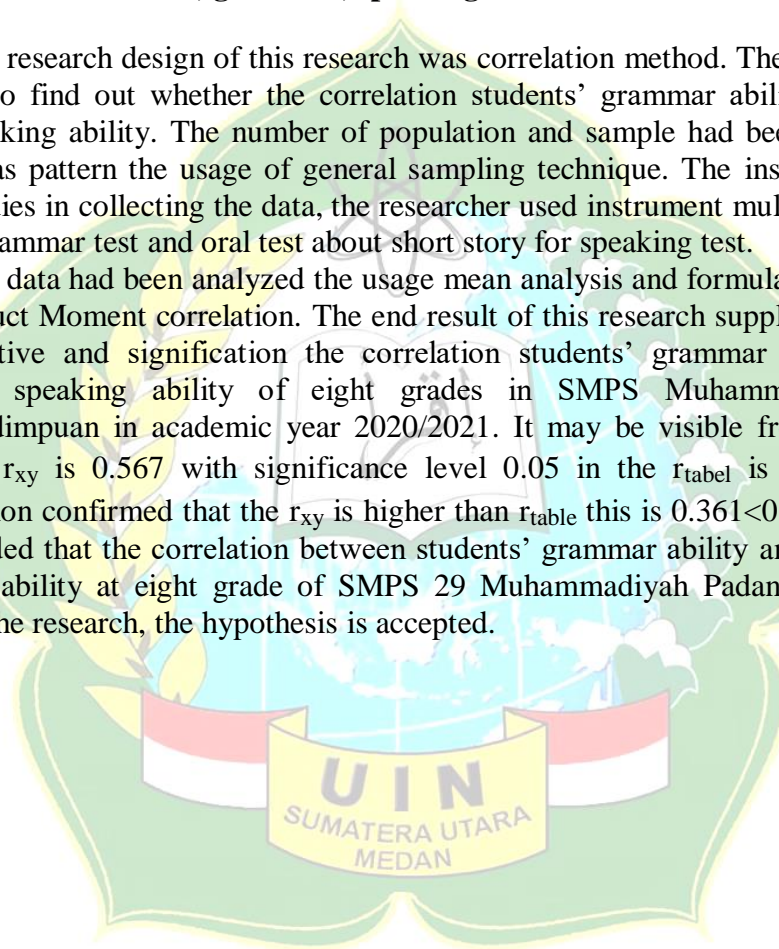 research design of this research was correlation method. The
o find out whether the correlation students' grammar abil
king ability. The number of population and sample had bee
as pattern the usage of general sampling technique. The ins
ies in collecting the data, the researcher used instrument mul
ammar test and oral test about short story for speaking test.
data had been analyzed the usage mean analysis and formula
uct Moment correlation. The end result of this research suppl
tive and signification the correlation students' grammar
speaking ability of eight grades in SMPS Muhamm
limpuan in academic year 2020/2021. It may be visible fr
rxy is 0.567 with significance level 0.05 in the rtabel is
ion confirmed that the rxy is higher than rtable this is 0.361<0
ded that the correlation between students' grammar ability ar
ability at eight grade of SMPS 29 Muhammadiyah Padan
ne research, the hypothesis is accepted.
إقرأ
UIN
SUMATERA UTARA
MEDAN